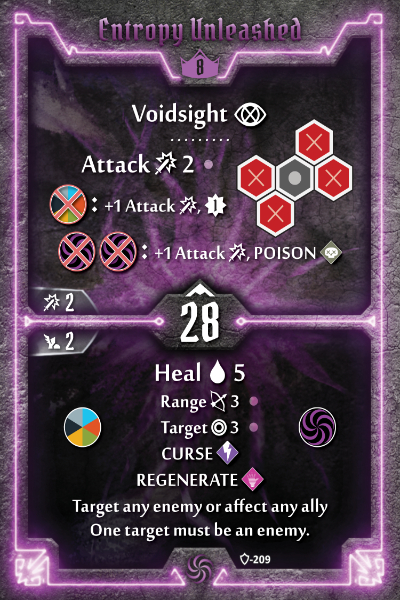 Entropy Unleashed
8
Voidsight
Attack 2
: +1 Attack ,
: +1 Attack , POISON
2
28
2
Heal 5
Range 3
Target 3
CURSE
REGENERATE
Target any enemy or affect any ally
One target must be an enemy.
-209